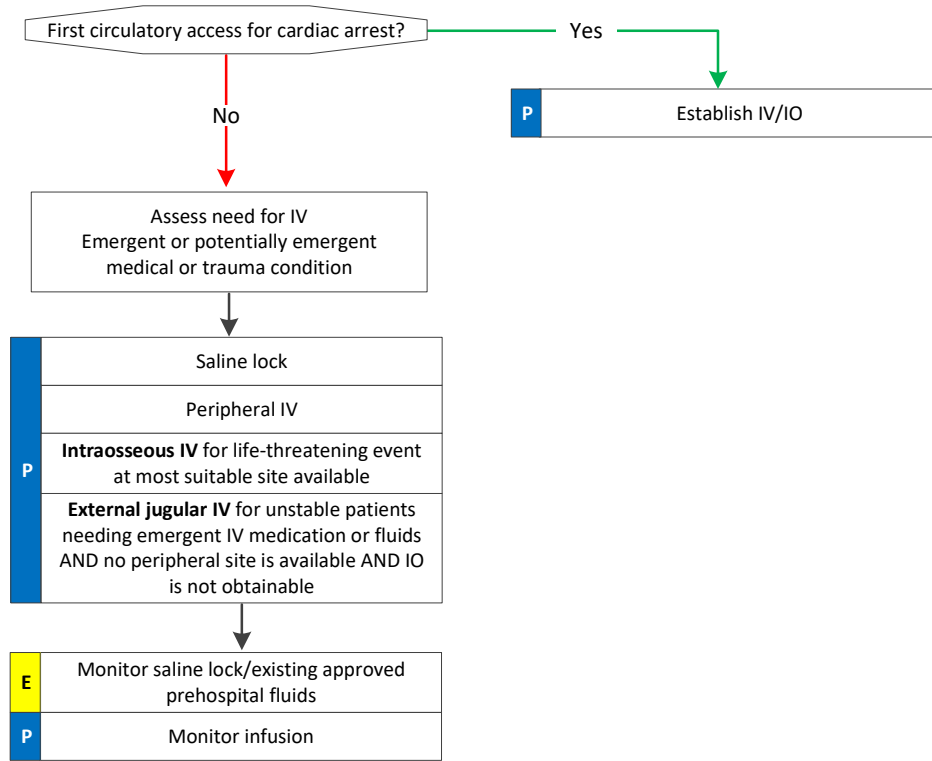 First circulatory access for cardiac arrest?
Yes
No
P
Establish IV/IO
Assess need for IV
Emergent or potentially emergent
medical or trauma condition
P
Saline lock
Peripheral IV
Intraosseous IV for life-threatening event
at most suitable site available
External jugular IV for unstable patients
needing emergent IV medication or fluids
AND no peripheral site is available AND IO
is not obtainable
E
Monitor saline lock/existing approved
prehospital fluids
P
Monitor infusion